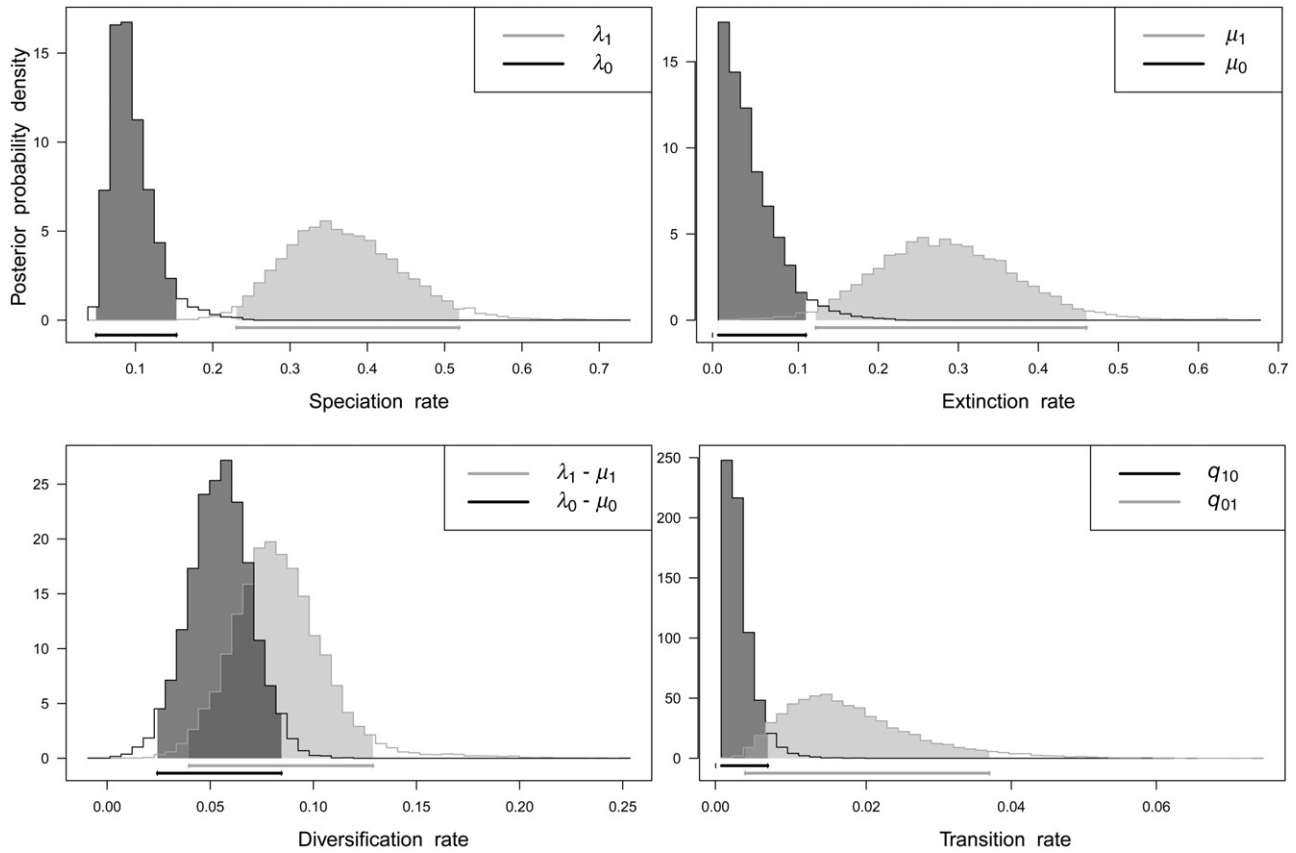 Posterior probability density
15
10
5
0
λ1
λ0
0.1 0.2 0.3 0.4 0.5 0.6 0.7
Speciation rate
15
10
5
0
μ1
μ0
0.0 0.1 0.2 0.3 0.4 0.5 0.6 0.7
Extinction rate
25
20
15
10
5
0
λ1 - μ1
λ0 - μ0
0.00 0.05 0.10 0.15 0.20 0.25
Diversification rate
250
200
150
100
50
0
q10
q01
0.00 0.02 0.04 0.06
Transition rate